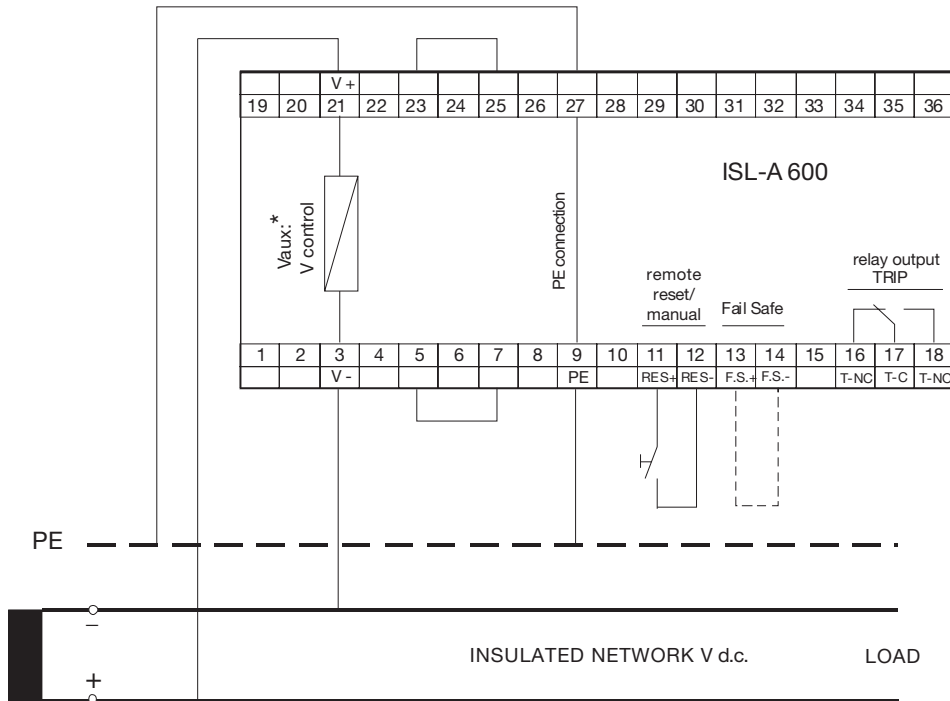 V+
19 20 21 22 23 24 25 26 27 28 29 30 31 32 33 34 35 36
ISL-A 600
Vaux:*
V control
PE connection
remote
reset/
manual
Fail Safe
relay output
TRIP
1 2 3 4 5 6 7 8 9 10 11 12 13 14 15 16 17 18
V- PE RES+ RES- F.S.+ F.S.- T-NC T-C T-NO
PE
−
INSULATED NETWORK V d.c. LOAD
+